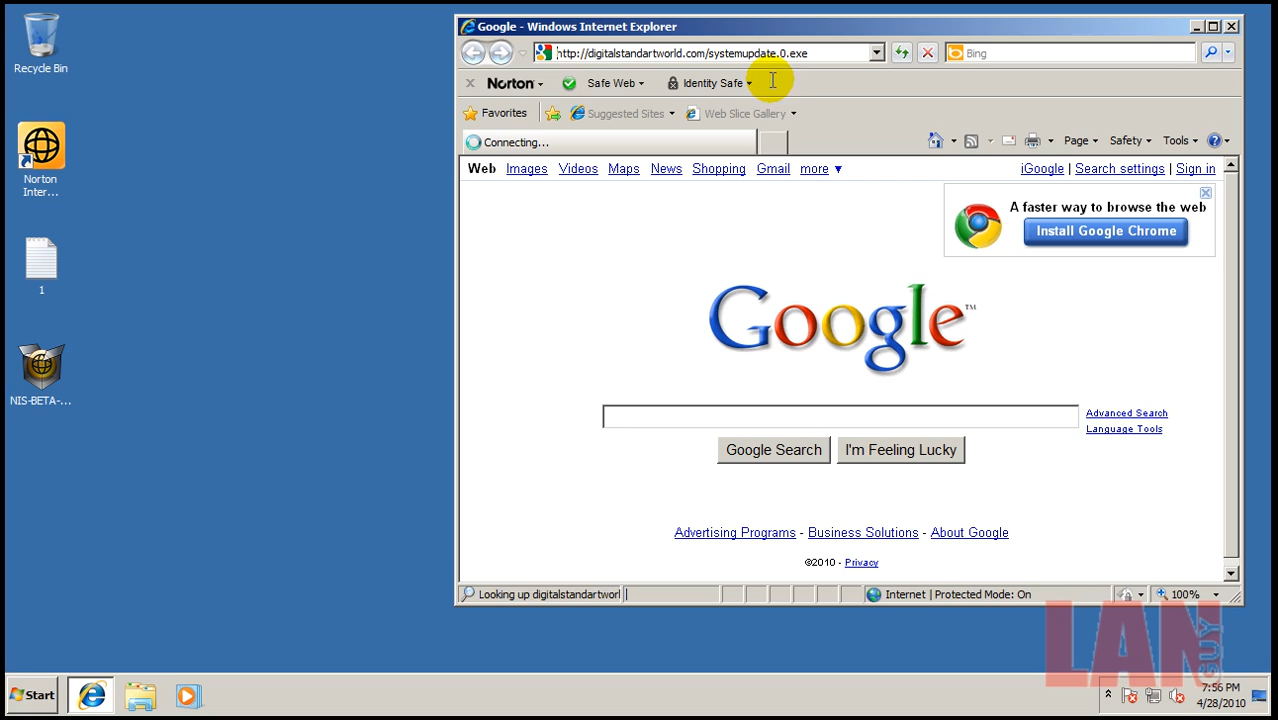 Recycle Bin
Norton
Inter...
1
NIS-BETA-...
Google - Windows Internet Explorer
http://digitalstandartworld.com/systemupdate.0.exe
Bing
Norton
Safe Web
Identity Safe
Favorites
Suggested Sites
Web Slice Gallery
Connecting...
Page
Safety
Tools
Web Images Videos Maps News Shopping Gmail more ▼
iGoogle | Search settings | Sign in
A faster way to browse the web
Install Google Chrome
Google™
Advanced Search
Language Tools
Google Search
I'm Feeling Lucky
Advertising Programs - Business Solutions - About Google
©2010 - Privacy
Looking up digitalstandartworl
Internet | Protected Mode: On
100%
LAN
GUY
Start
7:56 PM
4/28/2010